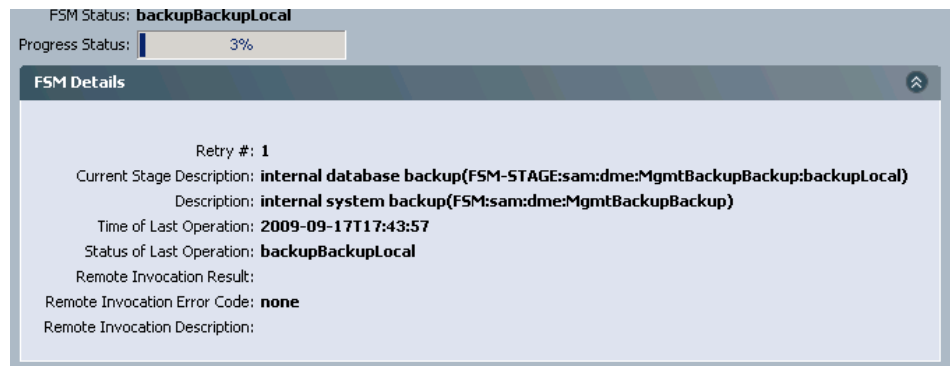 FSM Status: backupBackupLocal
Progress Status: 3%
FSM Details
Retry #: 1
Current Stage Description: internal database backup(FSM-STAGE:sam:dme:MgmtBackupBackup:backupLocal)
Description: internal system backup(FSM:sam:dme:MgmtBackupBackup)
Time of Last Operation: 2009-09-17T17:43:57
Status of Last Operation: backupBackupLocal
Remote Invocation Result:
Remote Invocation Error Code: none
Remote Invocation Description: